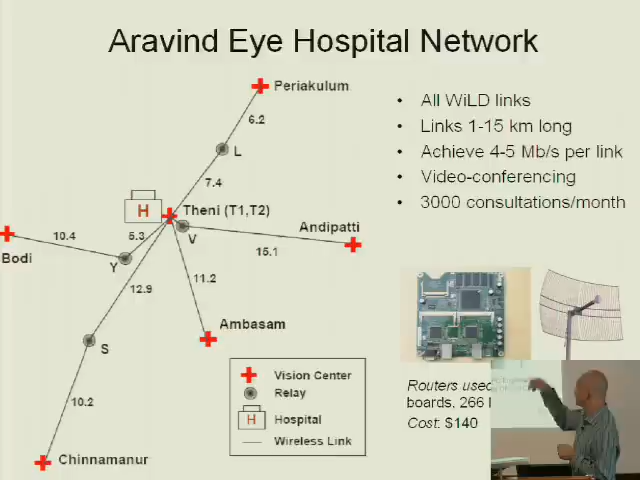 Aravind Eye Hospital Network
Periakulum
6.2
L
7.4
H
Theni (T1,T2)
V
Andipatti
15.1
10.4
5.3
Bodi
Y
11.2
12.9
Ambasam
S
10.2
Chinnamanur
Vision Center
Relay
H
Hospital
Wireless Link
• All WiLD links
• Links 1-15 km long
• Achieve 4-5 Mb/s per link
• Video-conferencing
• 3000 consultations/month
Routers used
boards, 266
Cost: $140